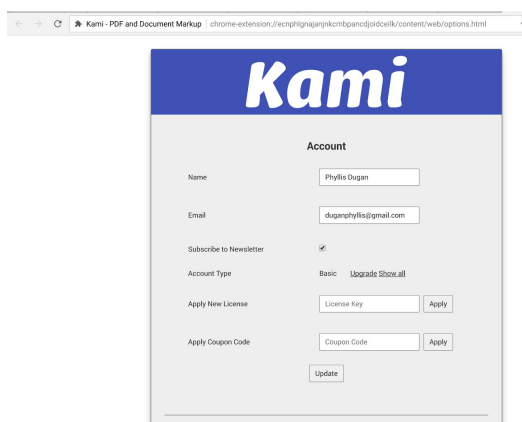 Kami - PDF and Document Markup | chrome-extension://ecnphlgnajanjnkcmbpancdjoidceilk/content/web/options.html
Kami
Account
Name Phyllis Dugan
Email duganphyllis@gmail.com
Subscribe to Newsletter
Account Type Basic Upgrade Show all
Apply New License License Key Apply
Apply Coupon Code Coupon Code Apply
Update